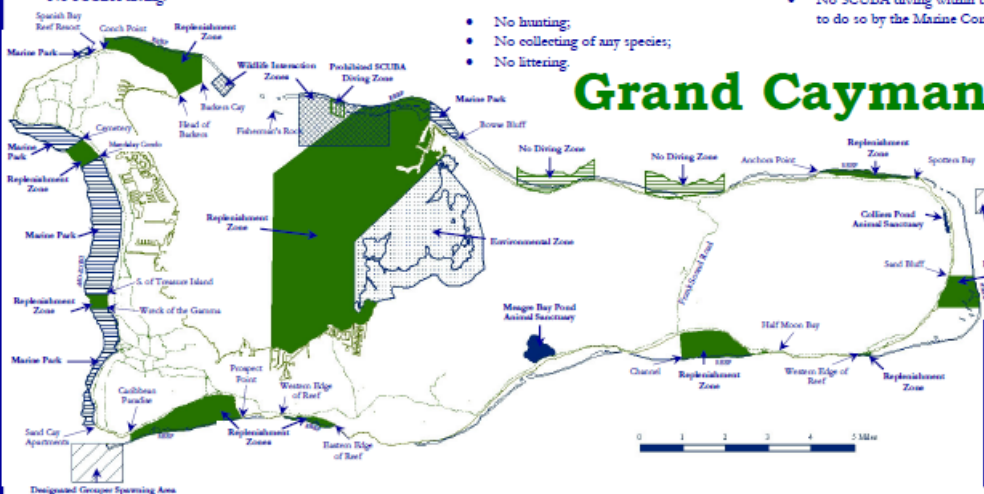 No hunting;
No collecting of any species;
No littering.
No SCUBA diving within
to do so by the Marine Con
Grand Cayman
Spanish Bay
Reef Resort
Conch Point
Replenishment
Zone
Marine Park
Wildlife Interaction
Zones
Prohibited SCUBA
Diving Zone
Barkers Cay
Head of
Barkers
Fisherman's Rock
Marine Park
Bowse Bluff
Cemetery
Marine
Park
Replenishment
Zone
No Diving Zone
No Diving Zone
Anchors Point
Replenishment
Zone
Spotters Bay
Colliers Pond
Animal Sanctuary
Replenishment
Zone
Marine Park
Environmental Zone
Sand Bluff
Frank Sound Road
S. of Treasure Island
Replenishment
Zone
Wreck of the Gamma
Meagre Bay Pond
Animal Sanctuary
Half Moon Bay
Marine Park
Channel
Replenishment
Zone
Western Edge of
Reef
Replenishment
Zone
Prospect
Point
Western Edge
of Reef
Caribbean
Paradise
Sand Cay
Apartments
Replenishment
Zones
Eastern Edge
of Reef
0 1 2 3 4 5 Miles
Designated Grouper Spawning Area